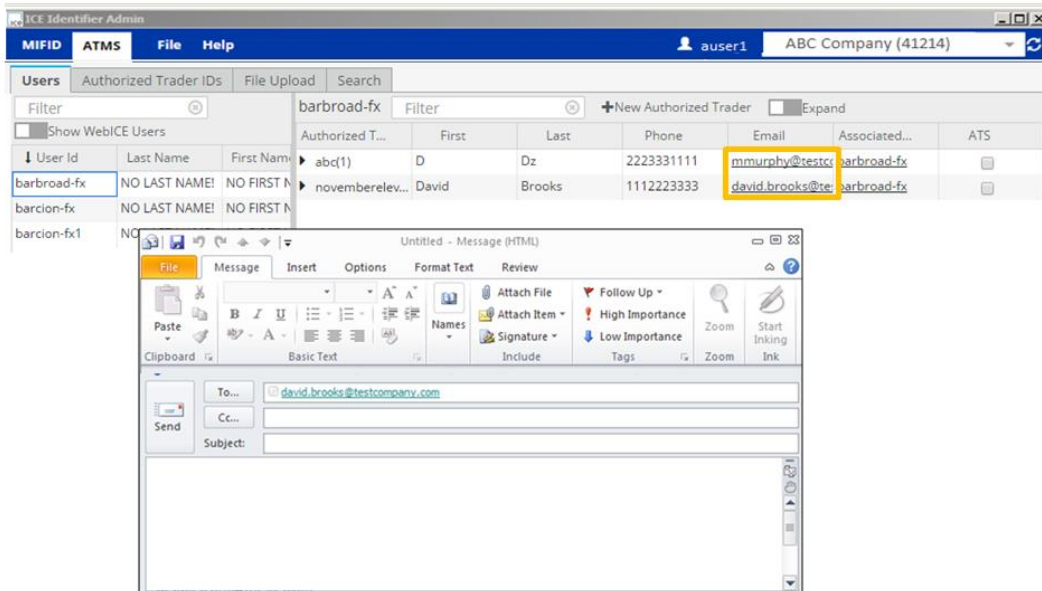 ICE Identifier Admin
MIFID ATMS File Help auser1 ABC Company (41214)
Users Authorized Trader IDs File Upload Search
Filter barbroad-fx Filter New Authorized Trader Expand
Show WebICE Users
Authorized T... First Last Phone Email Associated... ATS
User Id Last Name First Nam
abc(1) D Dz 2223331111 mmurphy@testco barbroad-fx
barbroad-fx NO LAST NAME! NO FIRST N
novemberelev... David Brooks 1112223333 david.brooks@te: barbroad-fx
barcion-fx NO LAST NAME! NO FIRST N
barcion-fx1 NO
Untitled - Message (HTML)
File Message Insert Options Format Text Review
Paste
B I U
Names
Attach File
Attach Item
Signature
Follow Up
High Importance
Low Importance
Zoom
Start Inking
Clipboard Basic Text Include Tags Zoom Ink
To... david.brooks@testcompany.com
Send
Cc...
Subject: